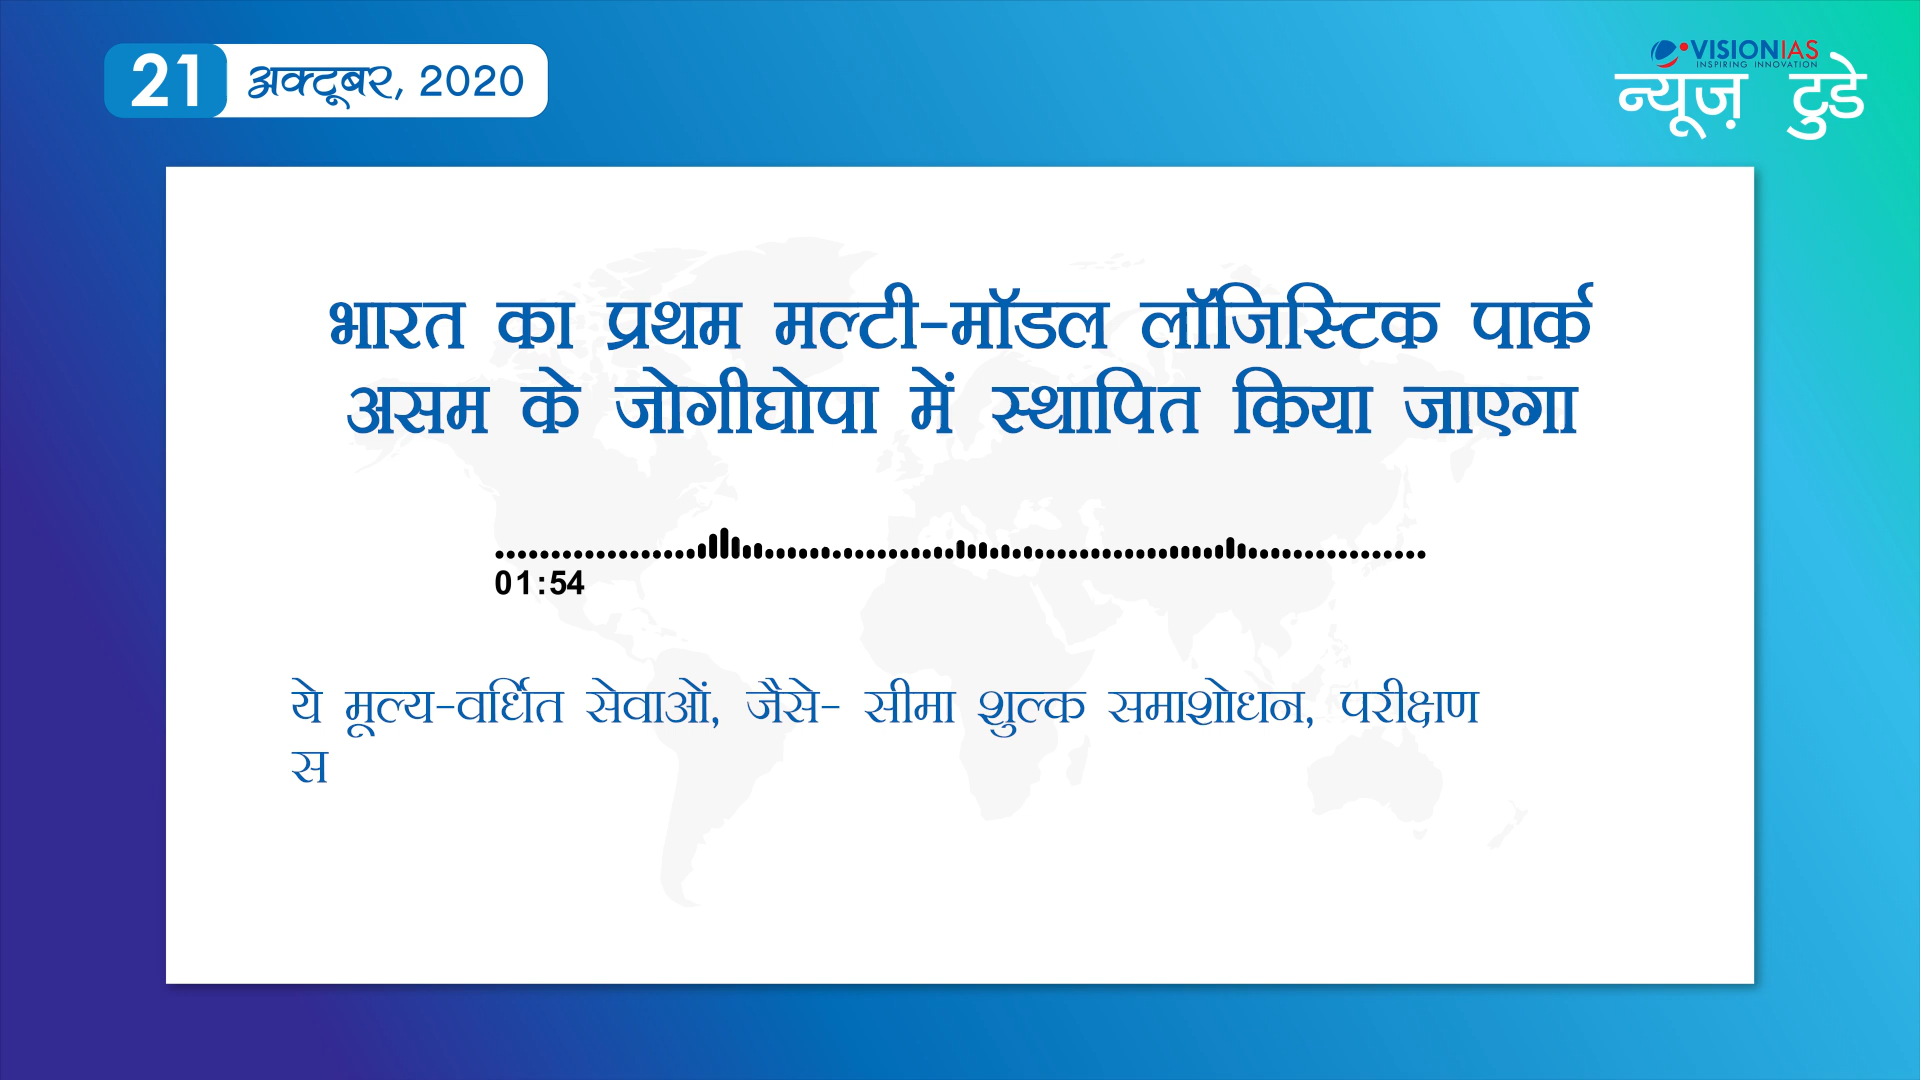 21 अक्टूबर, 2020
VISIONIAS
INSPIRING INNOVATION
न्यूज़ टुडे
भारत का प्रथम मल्टी-मॉडल लॉजिस्टिक पार्क
असम के जोगीघोपा में स्थापित किया जाएगा
01:54
ये मूल्य-वर्धित सेवाओं, जैसे- सीमा शुल्क समाशोधन, परीक्षण
स